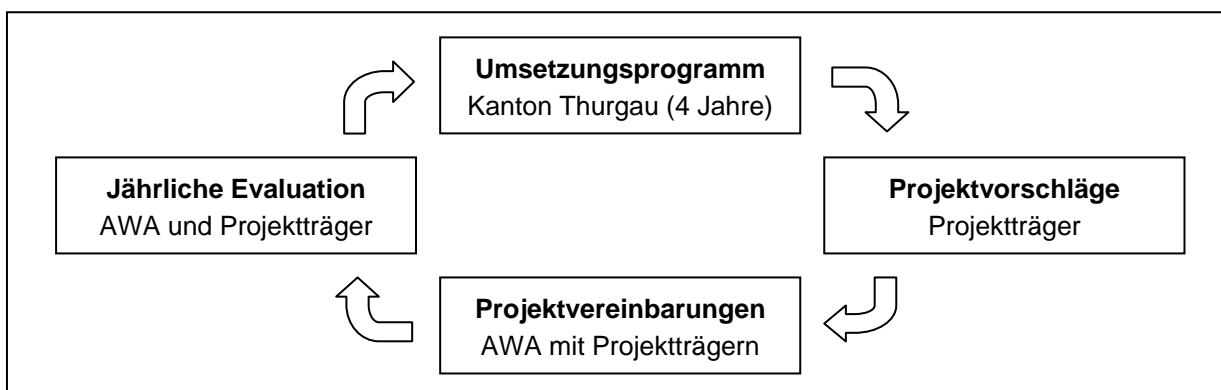 Umsetzungsprogramm
Kanton Thurgau (4 Jahre)
Jährliche Evaluation
AWA und Projektträger
Projektvorschläge
Projektträger
Projektvereinbarungen
AWA mit Projektträgern